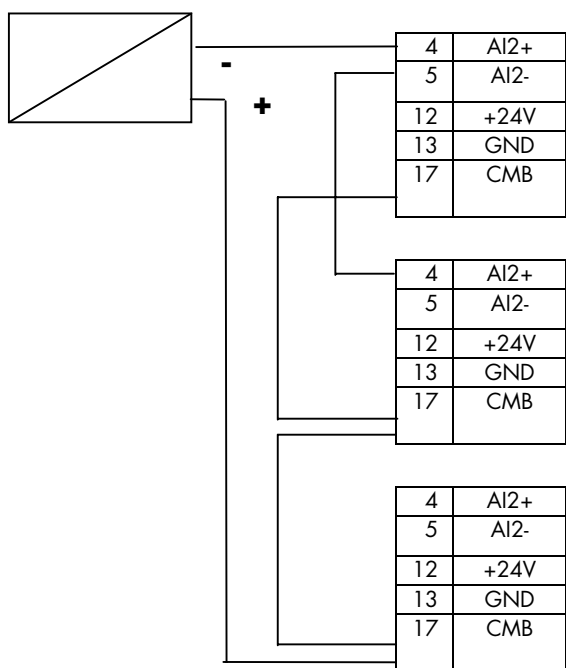 -
+
4 AI2+
5 AI2-
12 +24V
13 GND
17 CMB
4 AI2+
5 AI2-
12 +24V
13 GND
17 CMB
4 AI2+
5 AI2-
12 +24V
13 GND
17 CMB